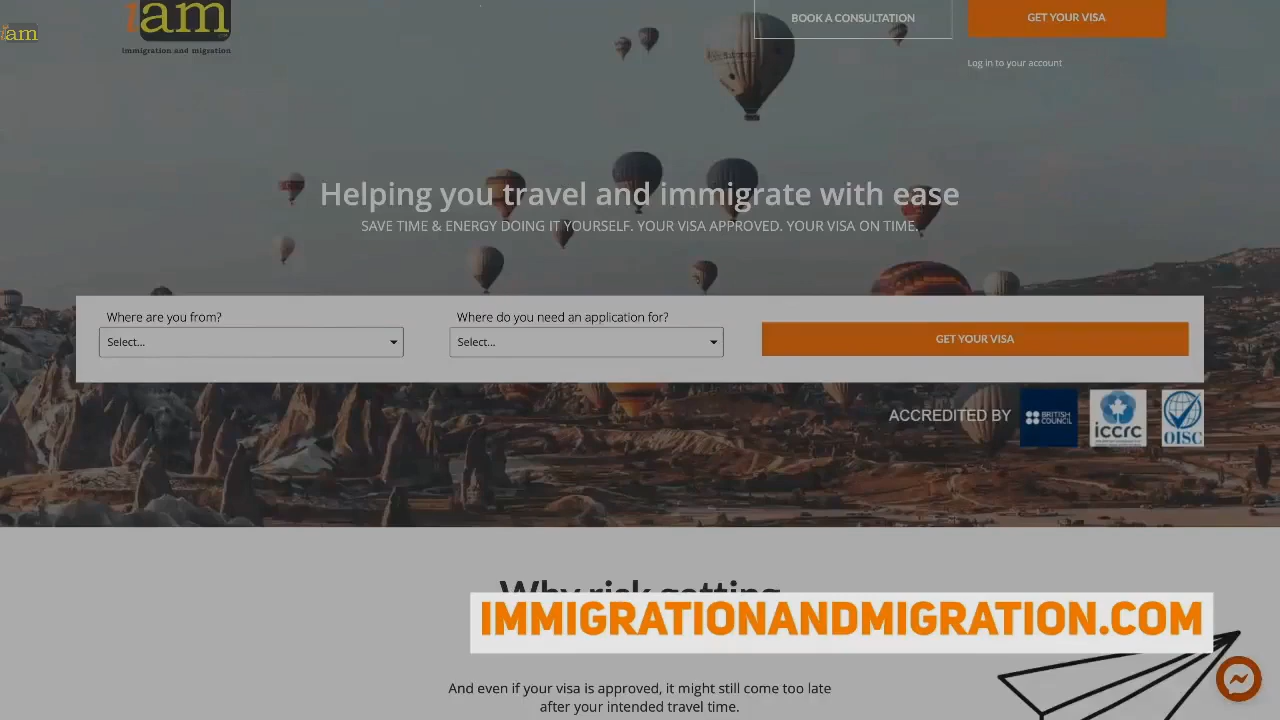 iam
immigration and migration
iam
BOOK A CONSULTATION
GET YOUR VISA
Log in to your account
Helping you travel and immigrate with ease
SAVE TIME & ENERGY DOING IT YOURSELF. YOUR VISA APPROVED. YOUR VISA ON TIME.
Where are you from?
Where do you need an application for?
Select...
Select...
GET YOUR VISA
ACCREDITED BY
BRITISH
COUNCIL
iccrc
OISC
Why risk getting
IMMIGRATIONANDMIGRATION.COM
And even if your visa is approved, it might still come too late
after your intended travel time.